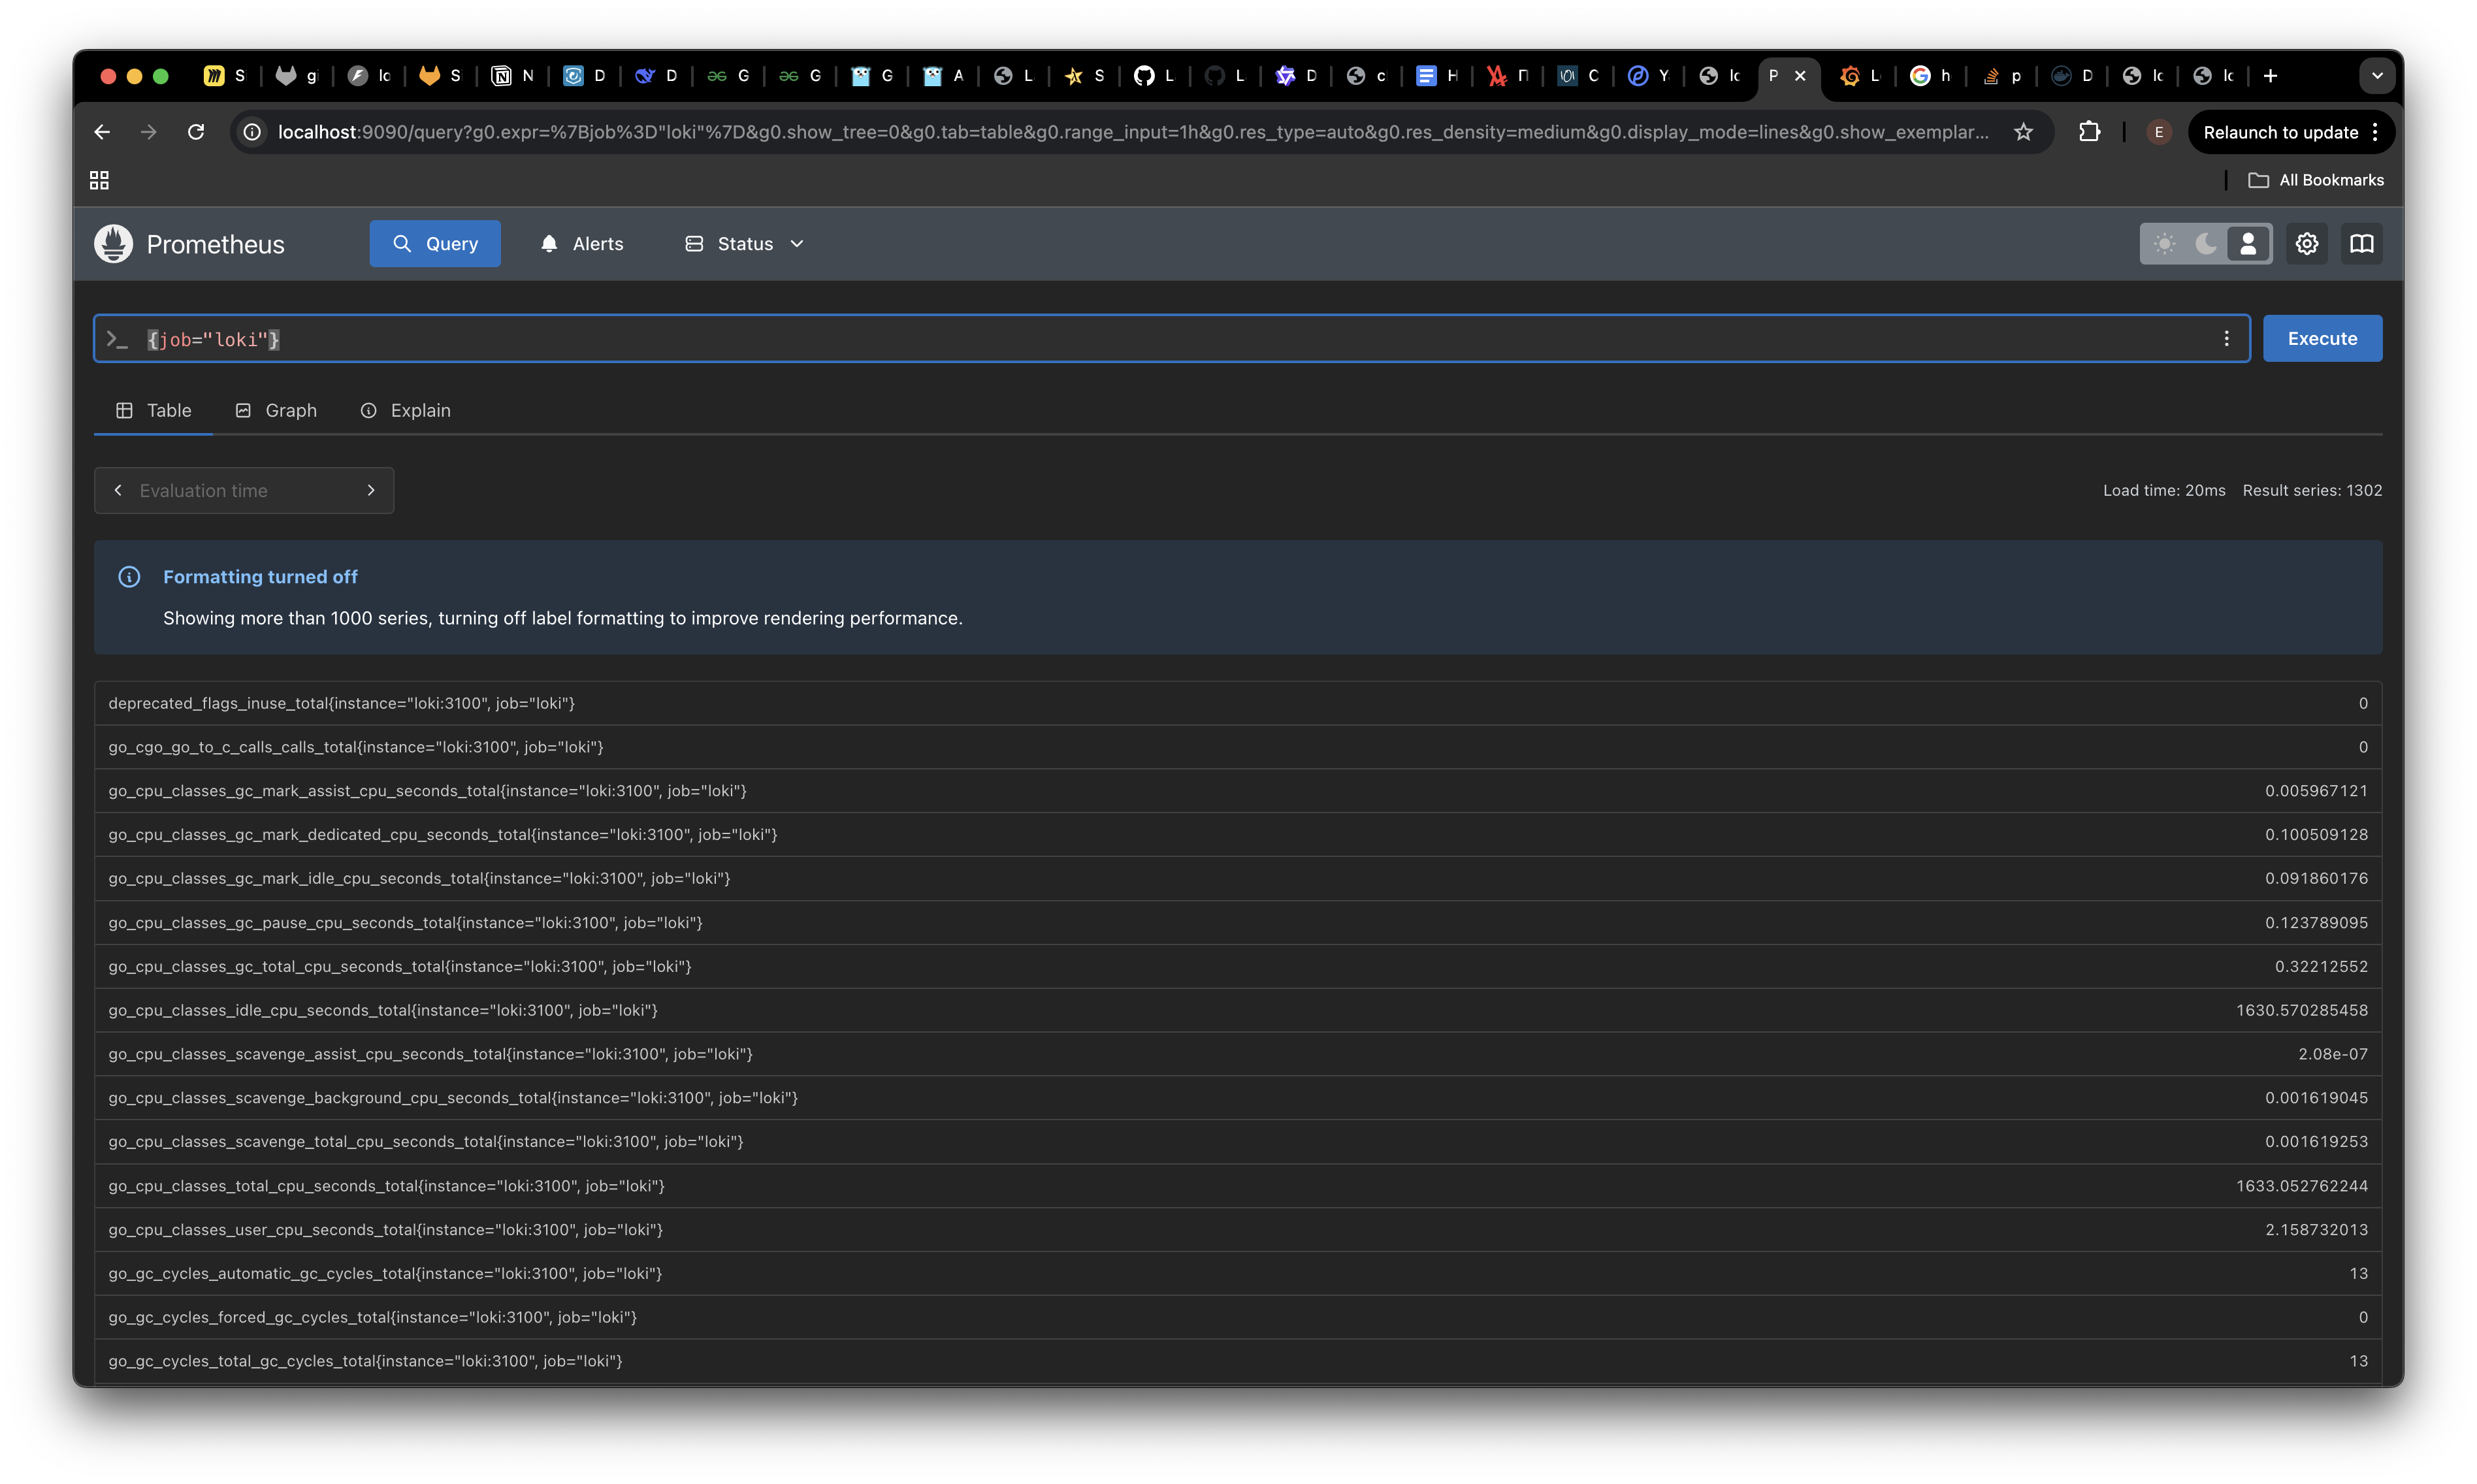 S g lc S N D D G G G A L S L L D c H П C Y lc P L h p D lc lc
localhost:9090/query?g0.expr=%7Bjob%3D"loki"%7D&g0.show_tree=0&g0.tab=table&g0.range_input=1h&g0.res_type=auto&g0.res_density=medium&g0.display_mode=lines&g0.show_exemplar... E Relaunch to update
All Bookmarks
Prometheus Query Alerts Status
{job="loki"} Execute
Table Graph Explain
Evaluation time Load time: 20ms Result series: 1302
Formatting turned off
Showing more than 1000 series, turning off label formatting to improve rendering performance.
deprecated_flags_inuse_total{instance="loki:3100", job="loki"} 0
go_cgo_go_to_c_calls_calls_total{instance="loki:3100", job="loki"} 0
go_cpu_classes_gc_mark_assist_cpu_seconds_total{instance="loki:3100", job="loki"} 0.005967121
go_cpu_classes_gc_mark_dedicated_cpu_seconds_total{instance="loki:3100", job="loki"} 0.100509128
go_cpu_classes_gc_mark_idle_cpu_seconds_total{instance="loki:3100", job="loki"} 0.091860176
go_cpu_classes_gc_pause_cpu_seconds_total{instance="loki:3100", job="loki"} 0.123789095
go_cpu_classes_gc_total_cpu_seconds_total{instance="loki:3100", job="loki"} 0.32212552
go_cpu_classes_idle_cpu_seconds_total{instance="loki:3100", job="loki"} 1630.570285458
go_cpu_classes_scavenge_assist_cpu_seconds_total{instance="loki:3100", job="loki"} 2.08e-07
go_cpu_classes_scavenge_background_cpu_seconds_total{instance="loki:3100", job="loki"} 0.001619045
go_cpu_classes_scavenge_total_cpu_seconds_total{instance="loki:3100", job="loki"} 0.001619253
go_cpu_classes_total_cpu_seconds_total{instance="loki:3100", job="loki"} 1633.052762244
go_cpu_classes_user_cpu_seconds_total{instance="loki:3100", job="loki"} 2.158732013
go_gc_cycles_automatic_gc_cycles_total{instance="loki:3100", job="loki"} 13
go_gc_cycles_forced_gc_cycles_total{instance="loki:3100", job="loki"} 0
go_gc_cycles_total_gc_cycles_total{instance="loki:3100", job="loki"} 13